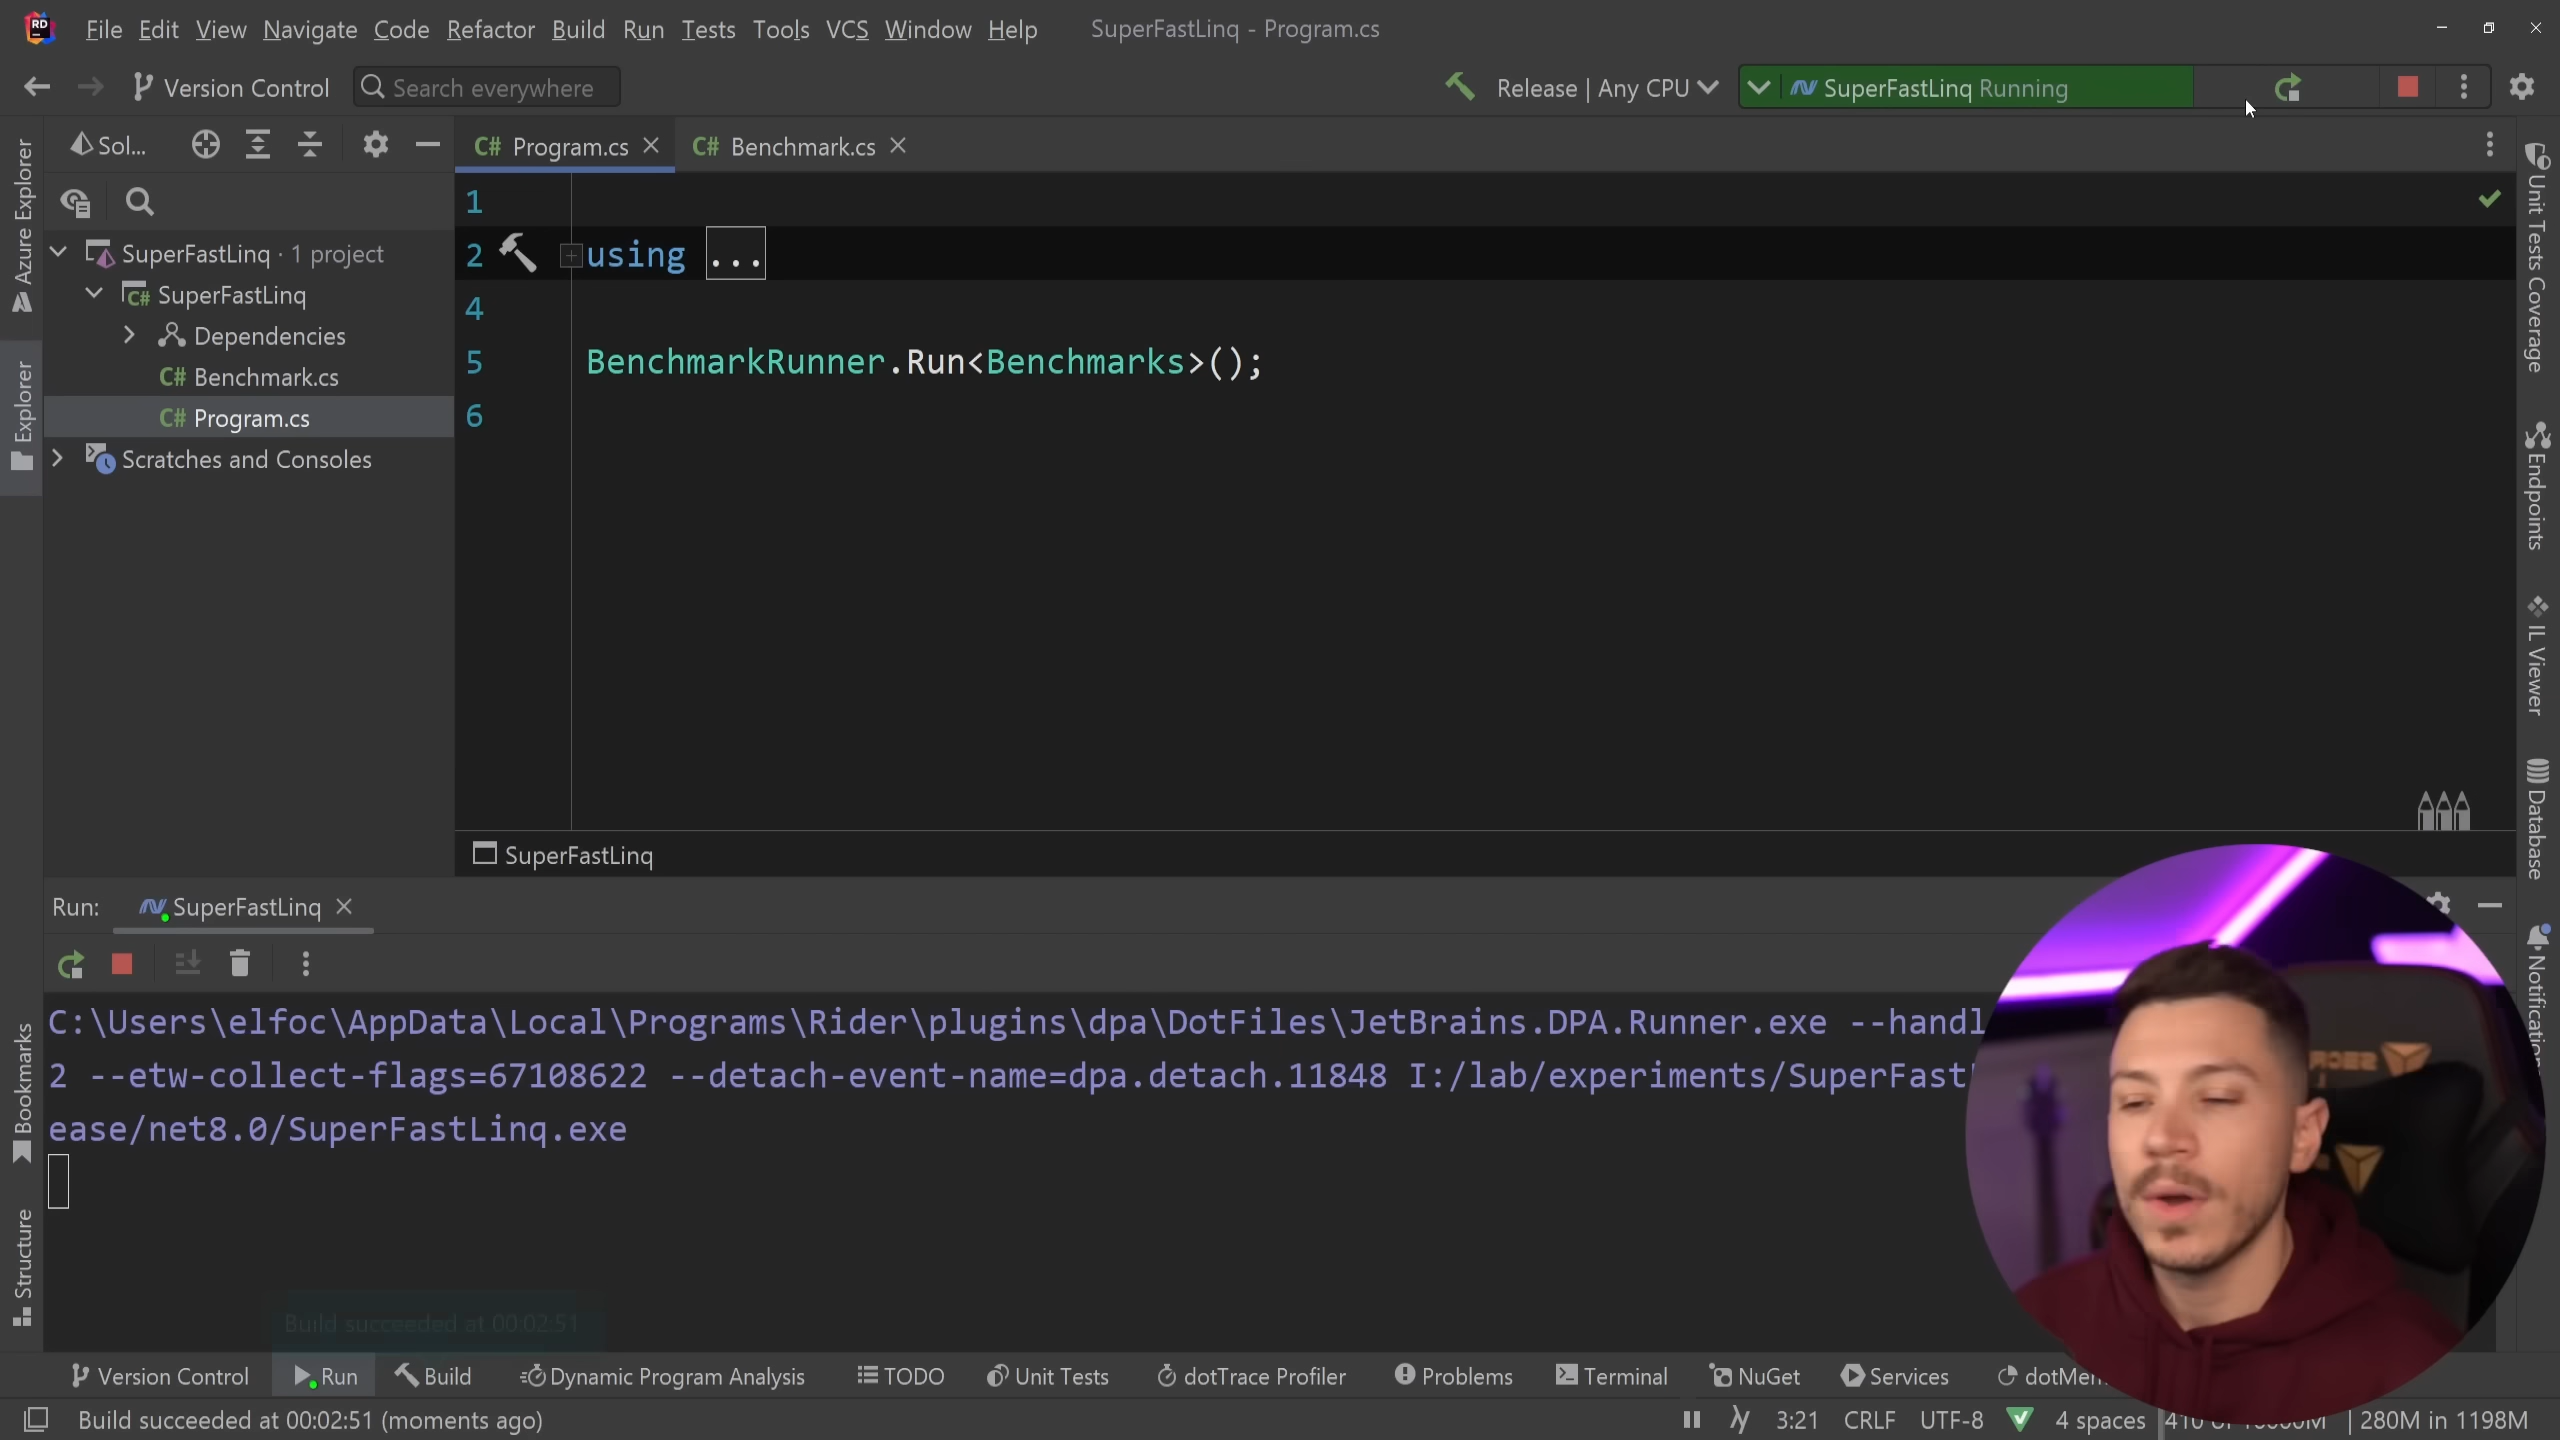 File Edit View Navigate Code Refactor Build Run Tests Tools VCS Window Help SuperFastLinq - Program.cs
Version Control Search everywhere Release | Any CPU SuperFastLinq Running
Sol... Program.cs Benchmark.cs
1
2 using ...
4
5 BenchmarkRunner.Run<Benchmarks>();
6
SuperFastLinq · 1 project
SuperFastLinq
Dependencies
C# Benchmark.cs
C# Program.cs
Scratches and Consoles
Azure Explorer
Explorer
Bookmarks
Structure
Unit Tests Coverage
Endpoints
IL Viewer
Database
SuperFastLinq
Run: SuperFastLinq
C:\Users\elfoc\AppData\Local\Programs\Rider\plugins\dpa\DotFiles\JetBrains.DPA.Runner.exe --handl
2 --etw-collect-flags=67108622 --detach-event-name=dpa.detach.11848 I:/lab/experiments/SuperFast
ease/net8.0/SuperFastLinq.exe
Build succeeded at 00:02:51
Version Control Run Build Dynamic Program Analysis TODO Unit Tests dotTrace Profiler Problems Terminal NuGet Services
Build succeeded at 00:02:51 (moments ago) 3:21 CRLF UTF-8 4 spaces 280M in 1198M